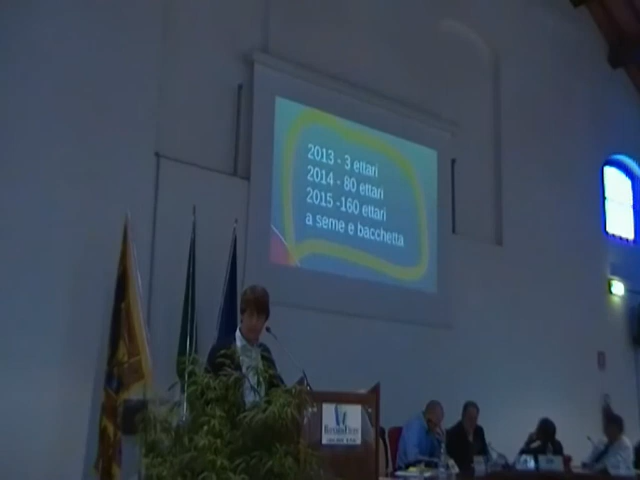 2013 - 3 ettari
2014 - 80 ettari
2015 -160 ettari
a seme e bacchetta